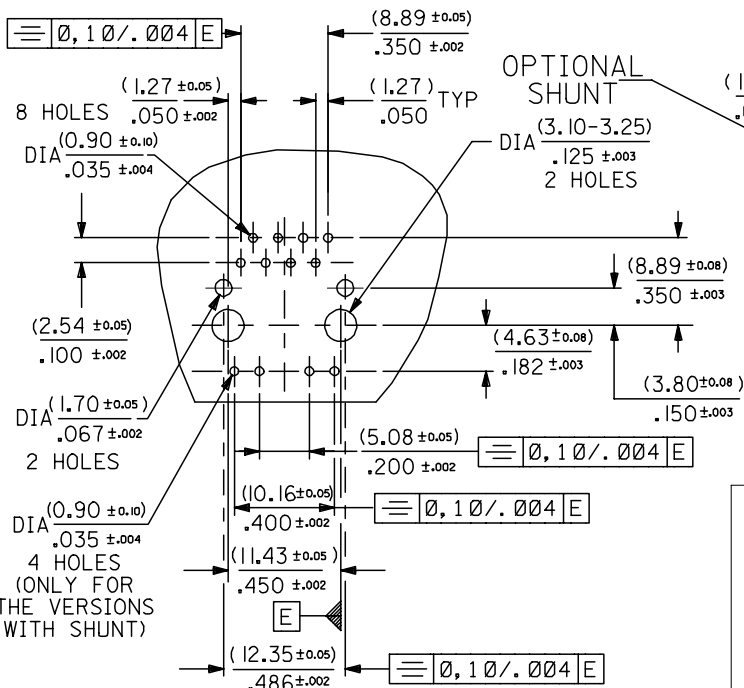 ⌯ 0,10/.004 E
(8.89 ±0.05)
.350 ±.002
(1.27 ±0.05)
.050 ±.002
(1.27) TYP
.050
OPTIONAL
SHUNT
(1
8 HOLES
DIA (0.90 ±0.10)
.035 ±.004
DIA (3.10-3.25)
.125 ±.003
2 HOLES
(8.89 ±0.08)
.350 ±.003
(2.54 ±0.05)
.100 ±.002
(4.63±0.08)
.182 ±.003
(3.80±0.08)
.150±.003
DIA (1.70±0.05)
.067±.002
2 HOLES
(5.08±0.05)
.200 ±.002
⌯ 0,10/.004 E
(10.16±0.05)
.400±.002
⌯ 0,10/.004 E
DIA (0.90 ±0.10)
.035 ±.004
4 HOLES
(ONLY FOR
THE VERSIONS
WITH SHUNT)
(11.43 ±0.05)
.450 ±.002
E
(12.35±0.05)
.486±.002
⌯ 0,10/.004 E